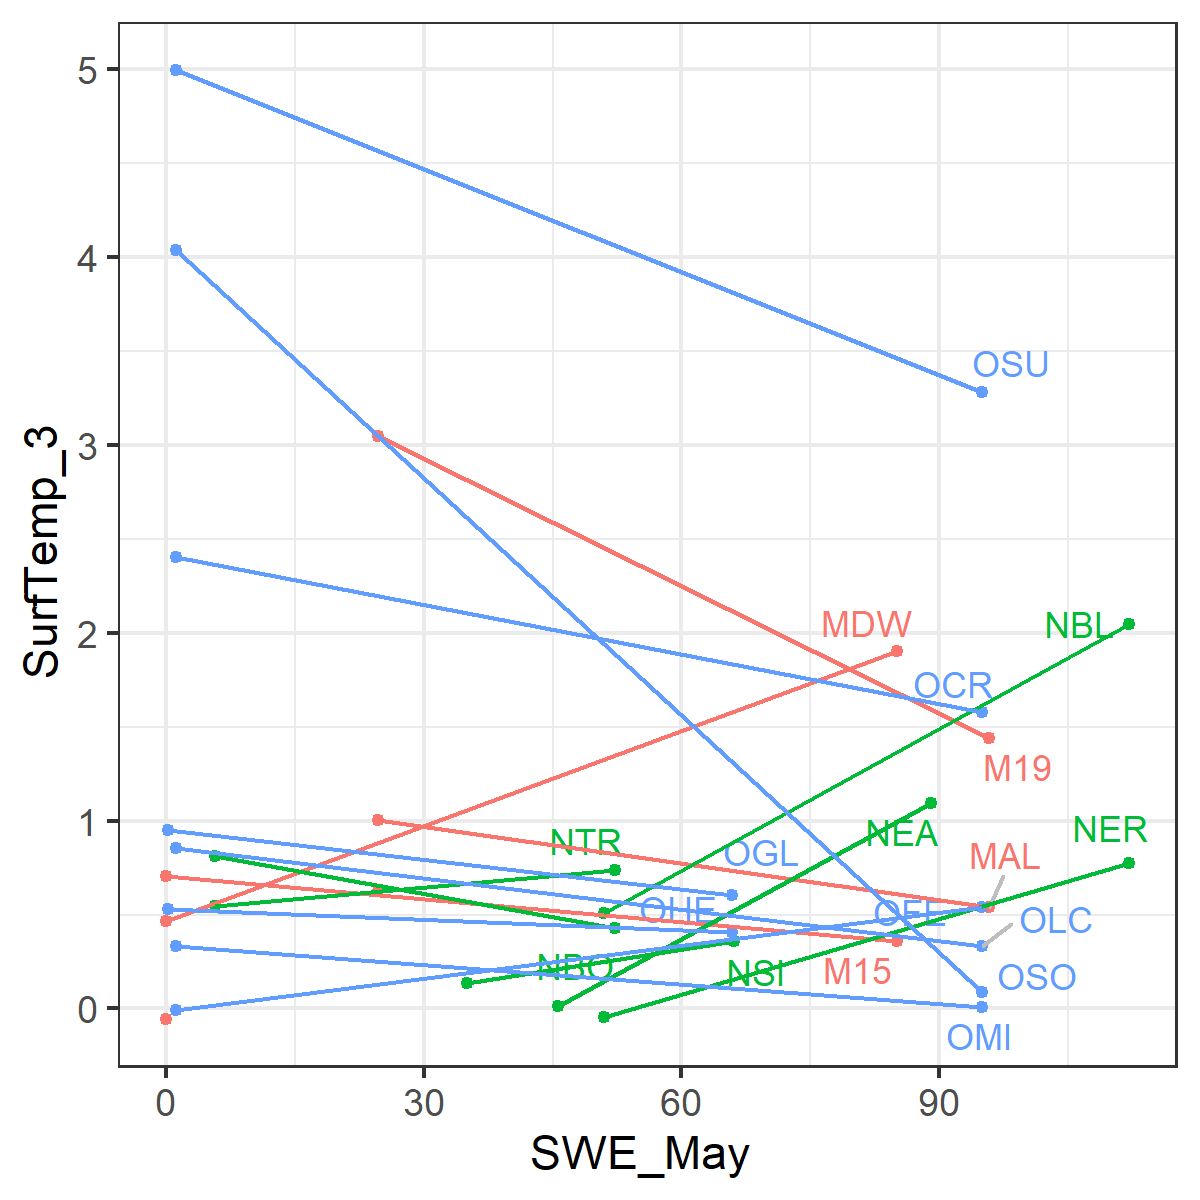 5
4
3
2
1
0
SurfTemp_3
OSU
MDW
NBL
OCR
M19
NTR
NEA
NER
OGL
MAL
OHE
OLC
NBO
NSI
M15
OSO
OMI
0
30
60
90
SWE_May